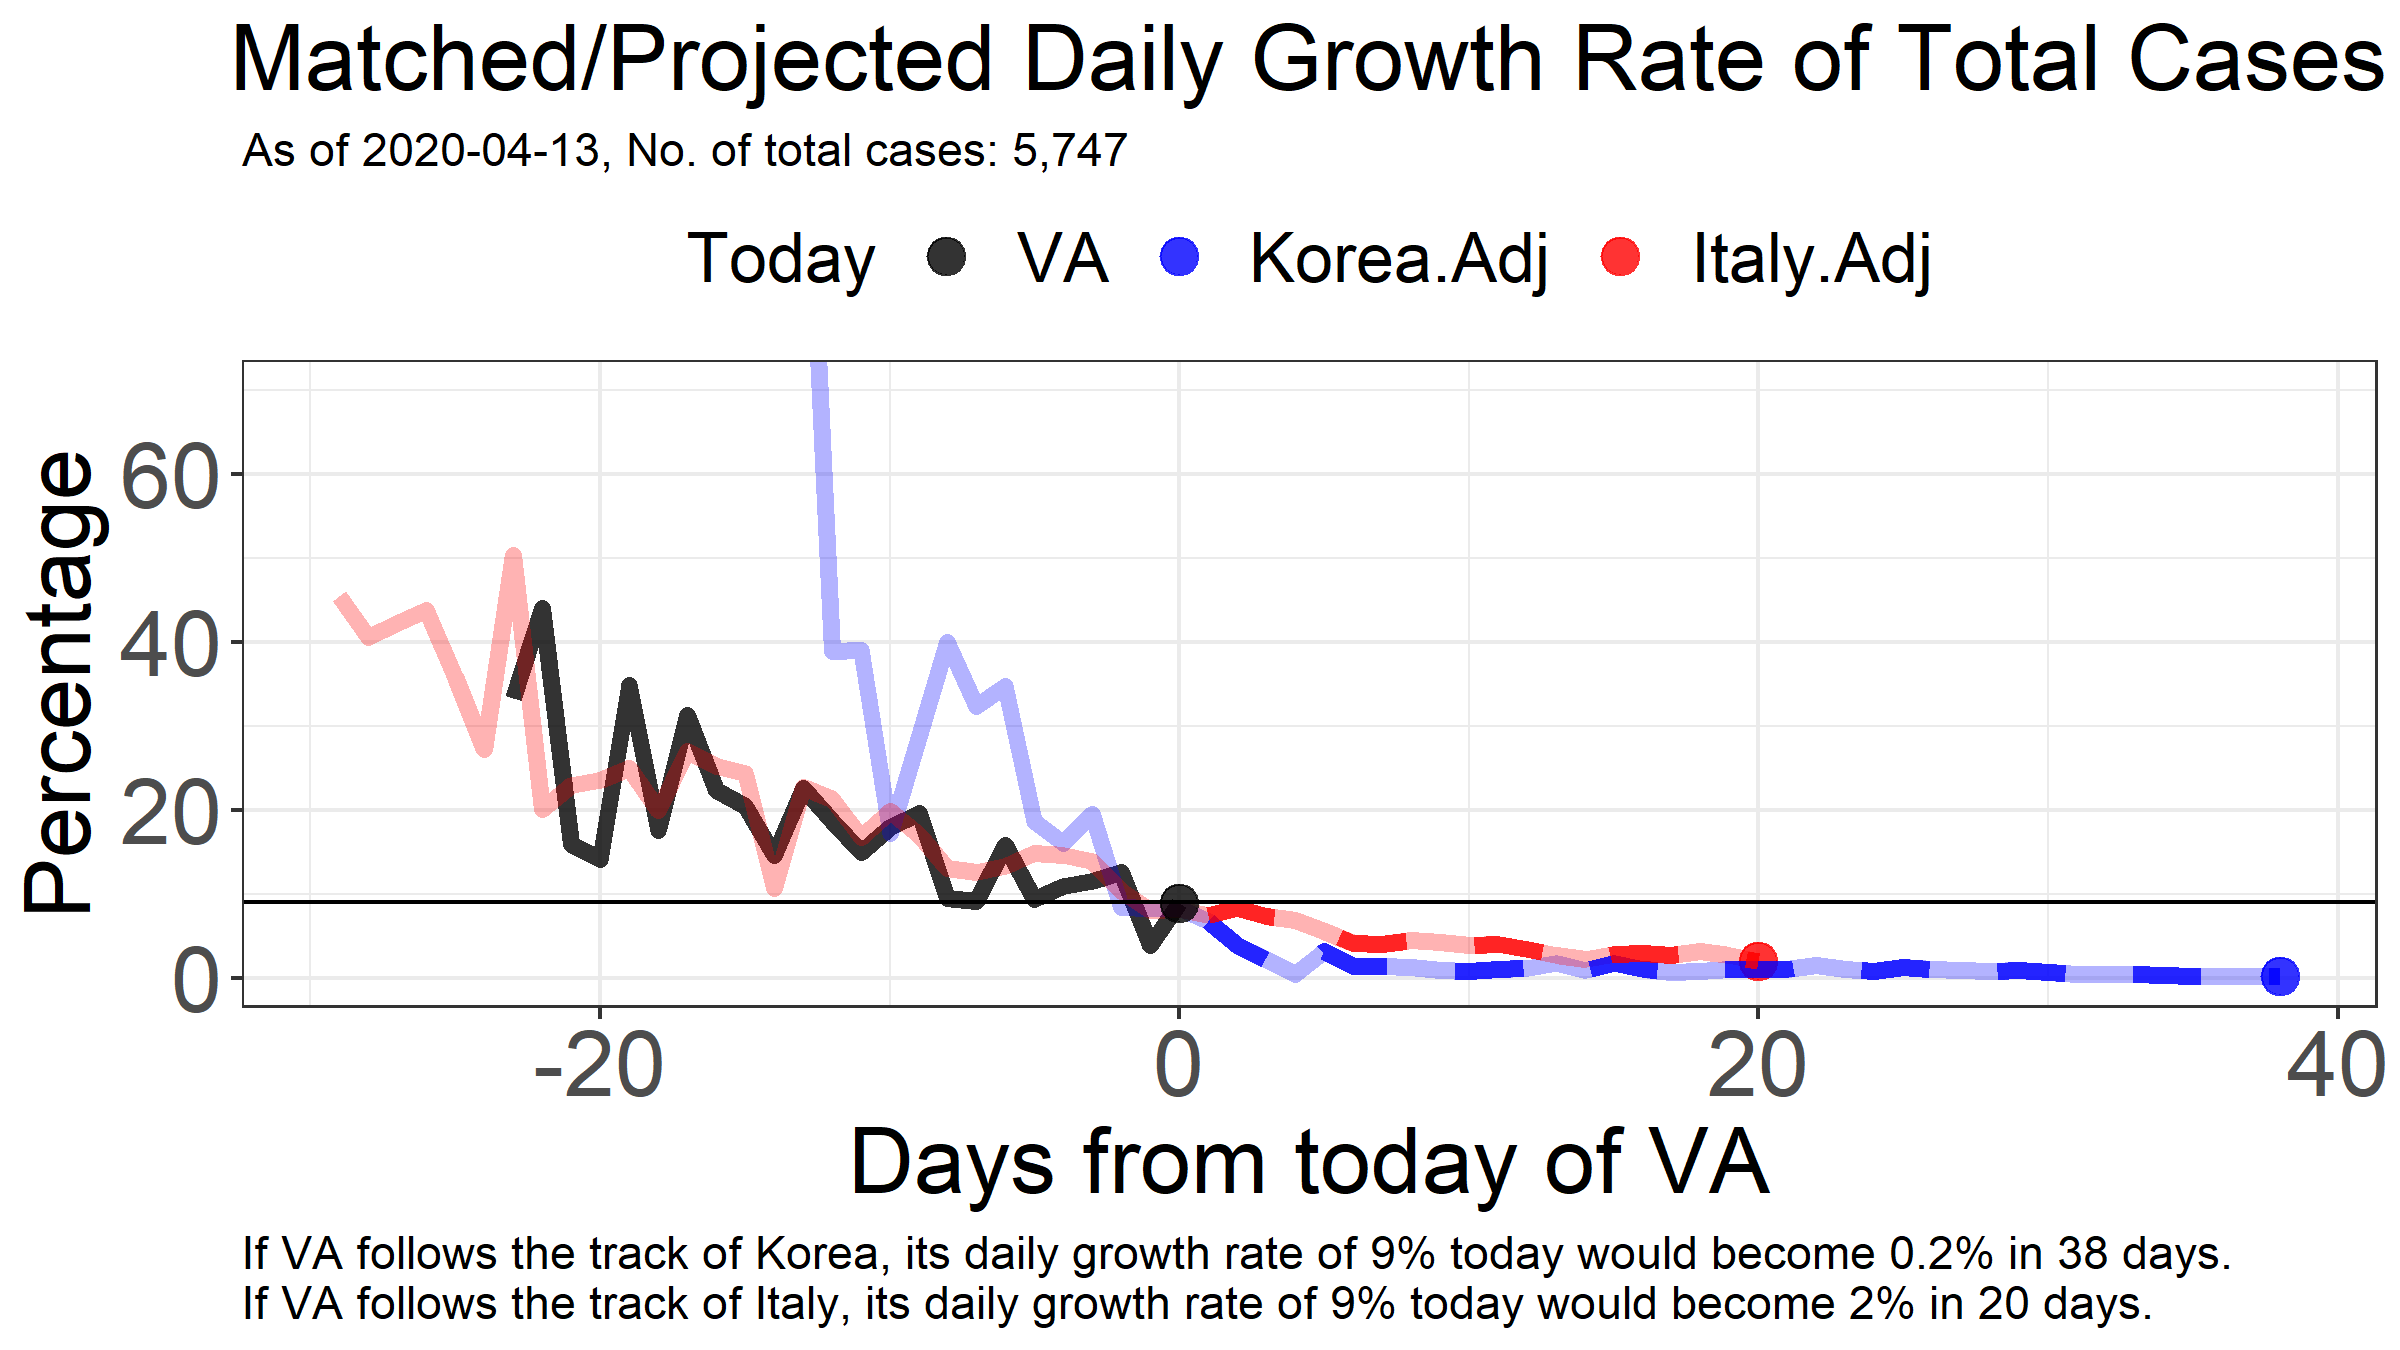 Matched/Projected Daily Growth Rate of Total Cases
As of 2020-04-13, No. of total cases: 5,747
Today VA Korea.Adj Italy.Adj
Percentage
60
40
20
0
-20 0 20 40
Days from today of VA
If VA follows the track of Korea, its daily growth rate of 9% today would become 0.2% in 38 days.
If VA follows the track of Italy, its daily growth rate of 9% today would become 2% in 20 days.